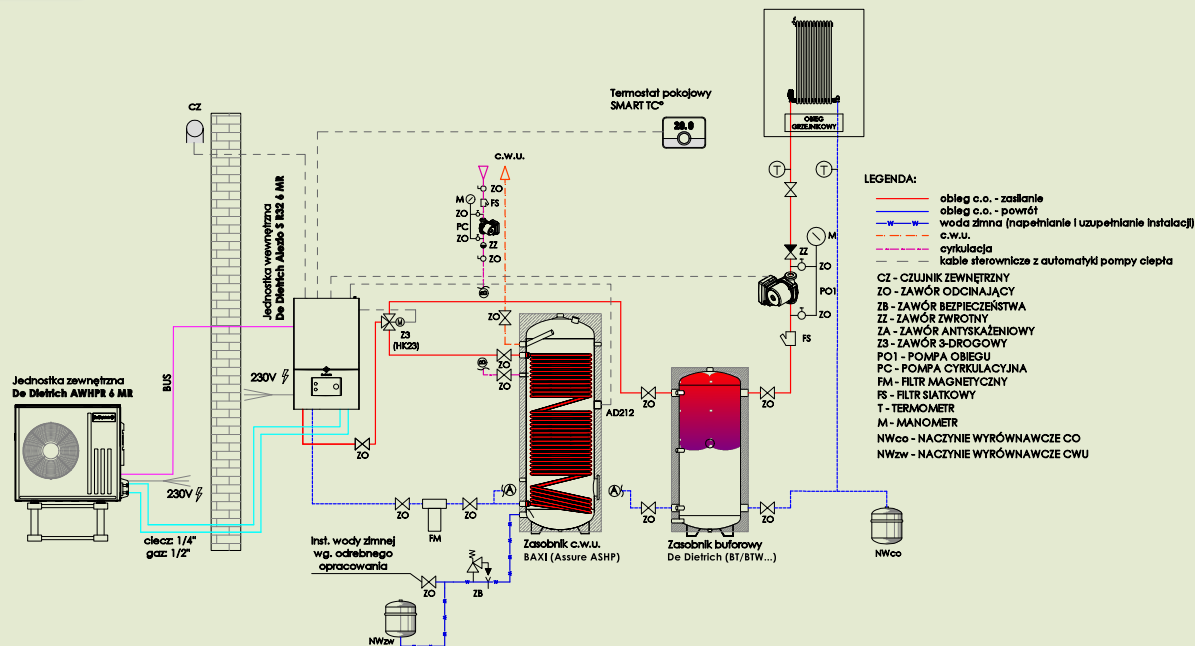 CZ
Jednostka wewnętrzna
De Dietrich Alezio S R32 6 MR
Termostat pokojowy
SMART TC°
20.0
OBIEG
GRZEJNIKOWY
c.w.u.
ZO
M
FS
ZO
PC
ZO
ZZ
ZO
T
T
ZZ
M
ZO
PO1
ZO
FS
LEGENDA:
obieg c.o. - zasilanie
obieg c.o. - powrót
woda zimna (napełnianie i uzupełnianie instalacji)
c.w.u.
cyrkulacja
kable sterownicze z automatyki pompy ciepła
CZ - CZUJNIK ZEWNĘTRZNY
ZO - ZAWÓR ODCINAJĄCY
ZB - ZAWÓR BEZPIECZEŃSTWA
ZZ - ZAWÓR ZWROTNY
ZA - ZAWÓR ANTYSKAŻENIOWY
Z3 - ZAWÓR 3-DROGOWY
PO1 - POMPA OBIEGU
PC - POMPA CYRKULACYJNA
FM - FILTR MAGNETYCZNY
FS - FILTR SIATKOWY
T - TERMOMETR
M - MANOMETR
NWco - NACZYNIE WYRÓWNAWCZE CO
NWzw - NACZYNIE WYRÓWNAWCZE CWU
BUS
230V
M
Z3
(HK23)
ZO
ZO
ZO
AD212
ZO
ZO
Jednostka zewnętrzna
De Dietrich AWHPR 6 MR
230V
ciecz: 1/4"
gaz: 1/2"
ZO
ZO
FM
ZO
A
A
ZO
ZO
NWco
Zasobnik c.w.u.
BAXI (Assure ASHP)
Zasobnik buforowy
De Dietrich (BT/BTW...)
Inst. wody zimnej
wg. odrebnego
opracowania
ZO
ZB
NWzw